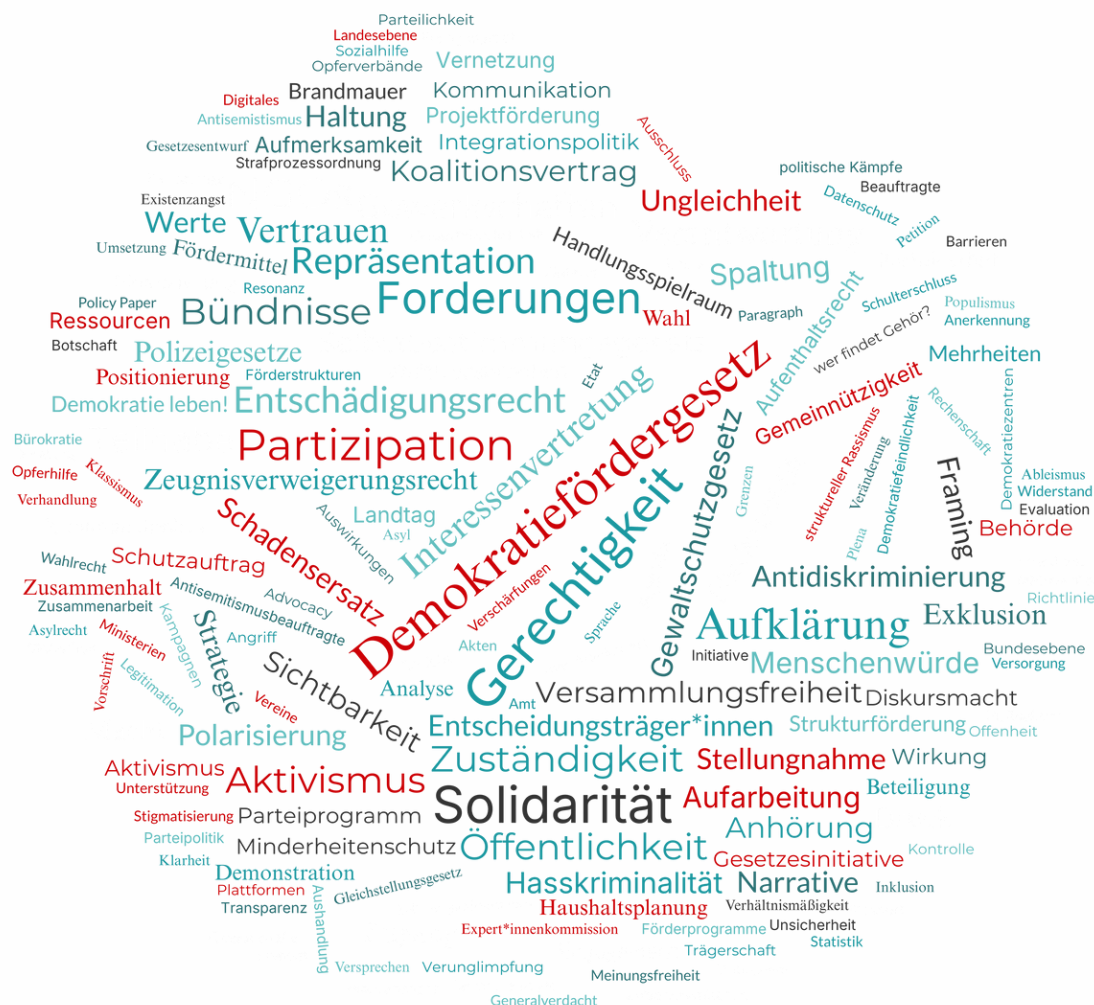 Parteilichkeit
Landesebene
Sozialhilfe
Opferverbände
Vernetzung
Digitales
Brandmauer
Kommunikation
Antisemistismus
Haltung
Projektförderung
Ausschluss
Gesetzesentwurf
Aufmerksamkeit
Integrationspolitik
Strafprozessordnung
Koalitionsvertrag
politische Kämpfe
Beauftragte
Existenzangst
Ungleichheit
Datenschutz
Werte
Vertrauen
Petition
Barrieren
Umsetzung
Fördermittel
Repräsentation
Handlungsspielraum
Spaltung
Resonanz
Forderungen
Aufenthaltsrecht
Schulterschluss
Policy Paper
Bündnisse
Wahl
Paragraph
Populismus
Ressourcen
wer findet Gehör?
Anerkennung
Botschaft
Polizeigesetze
Mehrheiten
Positionierung
Förderstrukturen
Etat
Demokratie leben!
Entschädigungsrecht
Interessenvertretung
Demokratiefördergesetz
Gemeinnützigkeit
Rechenschaft
Demokratiezentren
Bürokratie
Partizipation
Gewaltschutzgesetz
struktureller Rassismus
Veränderung
Demokratiefeindlichkeit
Opferhilfe
Klassismus
Zeugnisverweigerungsrecht
Grenzen
Framing
Ableismus
Widerstand
Verhandlung
Schadensersatz
Auswirkungen
Landtag
Asyl
Gerechtigkeit
Plena
Evaluation
Behörde
Wahlrecht
Schutzauftrag
Zusammenhalt
Antisemitismusbeauftragte
Advocacy
Verschärfungen
Antidiskriminierung
Richtlinie
Zusammenarbeit
Kampagnen
Strategie
Sprache
Aufklärung
Exklusion
Asylrecht
Ministerien
Angriff
Akten
Initiative
Menschenwürde
Bundesebene
Versorgung
Vorschrift
Legitimation
Sichtbarkeit
Analyse
Vereine
Amt
Versammlungsfreiheit
Diskursmacht
Polarisierung
Entscheidungsträger*innen
Strukturförderung
Offenheit
Aktivismus
Unterstützung
Aktivismus
Zuständigkeit
Stellungnahme
Wirkung
Stigmatisierung
Parteiprogramm
Solidarität
Aufarbeitung
Beteiligung
Parteipolitik
Minderheitenschutz
Öffentlichkeit
Anhörung
Klarheit
Gesetzesinitiative
Kontrolle
Demonstration
Plattformen
Transparenz
Aushandlung
Gleichstellungsgesetz
Hasskriminalität
Narrative
Inklusion
Haushaltsplanung
Verhältnismäßigkeit
Expert*innenkommission
Förderprogramme
Unsicherheit
Statistik
Trägerschaft
Versprechen
Verunglimpfung
Meinungsfreiheit
Generalverdacht